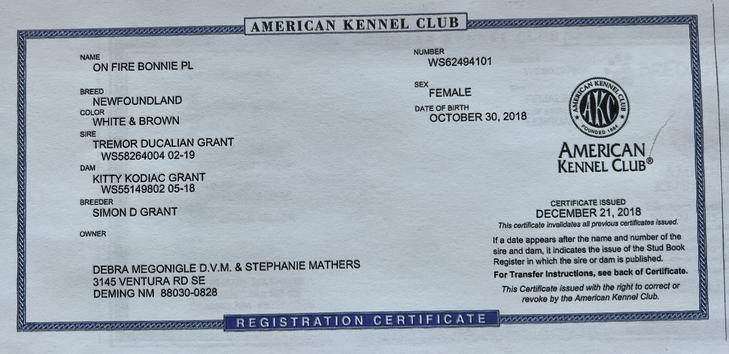 AMERICAN KENNEL CLUB
NAME
ON FIRE BONNIE PL
NUMBER
WS62494101
BREED
NEWFOUNDLAND
SEX
FEMALE
COLOR
WHITE & BROWN
DATE OF BIRTH
OCTOBER 30, 2018
SIRE
TREMOR DUCALIAN GRANT
WS58264004 02-19
DAM
KITTY KODIAC GRANT
WS55149802 05-18
BREEDER
SIMON D GRANT
OWNER
DEBRA MEGONIGLE D.V.M. & STEPHANIE MATHERS
3145 VENTURA RD SE
DEMING NM 88030-0828
AMERICAN KENNEL CLUB
AKC
FOUNDED 1884
AMERICAN
KENNEL CLUB®
CERTIFICATE ISSUED
DECEMBER 21, 2018
This certificate invalidates all previous certificates issued.
If a date appears after the name and number of the
sire and dam, it indicates the issue of the Stud Book
Register in which the sire or dam is published.
For Transfer Instructions, see back of Certificate.
This Certificate issued with the right to correct or
revoke by the American Kennel Club.
REGISTRATION CERTIFICATE